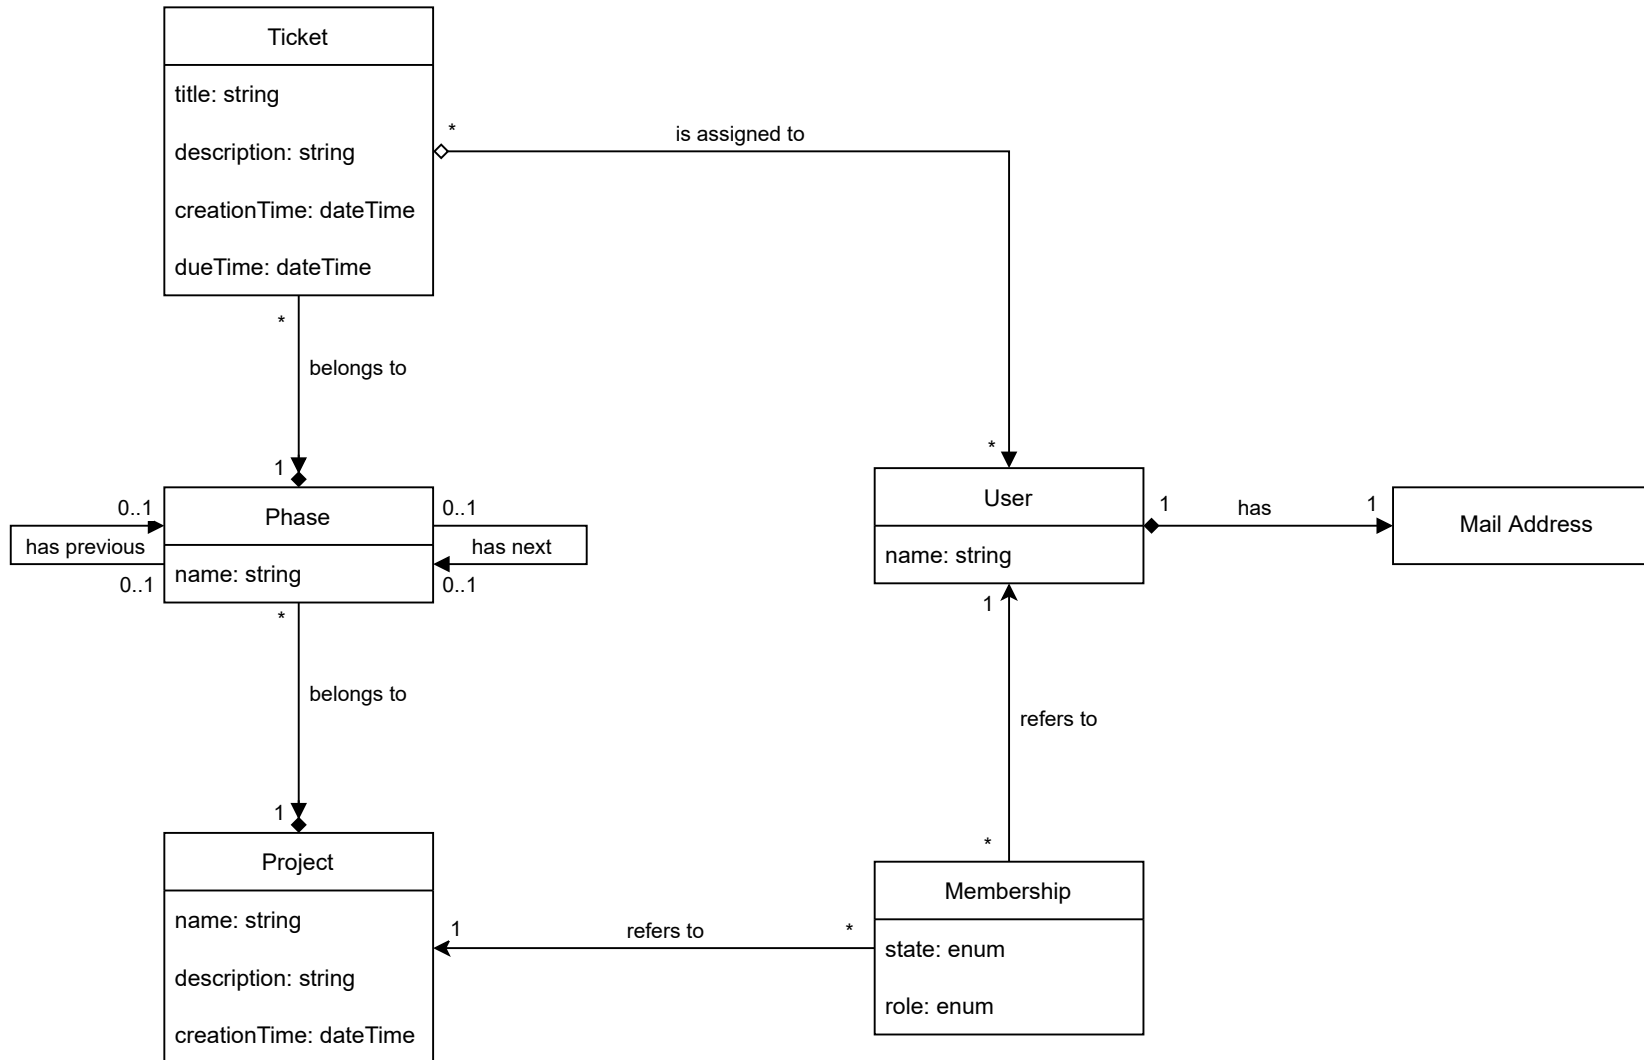 Ticket
title: string
description: string
creationTime: dateTime
dueTime: dateTime
*
is assigned to
*
*
belongs to
1
Phase
name: string
0..1
has previous
0..1
0..1
has next
0..1
User
name: string
1
has
1
Mail Address
*
belongs to
1
1
refers to
*
Project
name: string
description: string
creationTime: dateTime
1
refers to
*
Membership
state: enum
role: enum